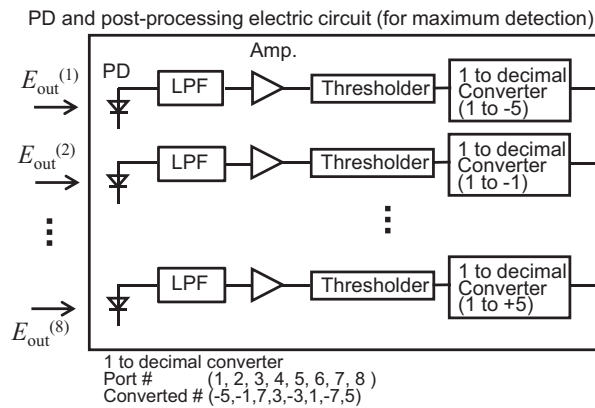 PD and post-processing electric circuit (for maximum detection)
Amp.
PD
E_out^(1)
LPF
Thresholder
1 to decimal
Converter
(1 to -5)
E_out^(2)
LPF
Thresholder
1 to decimal
Converter
(1 to -1)
E_out^(8)
LPF
Thresholder
1 to decimal
Converter
(1 to +5)
1 to decimal converter
Port # (1, 2, 3, 4, 5, 6, 7, 8 )
Converted # (-5,-1,7,3,-3,1,-7,5)